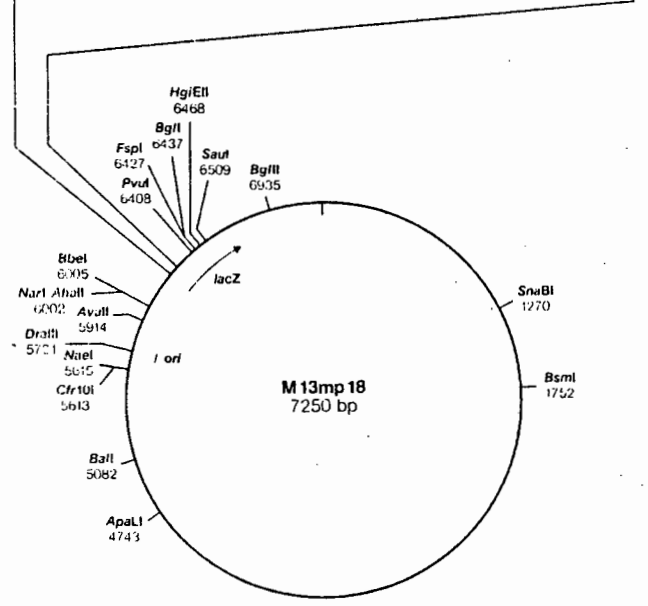 HgiEII
6468
BglI
6437
FspI
6427
SauI
6509
PvuI
6408
BglII
6935
BbeI
6005
NarI AhaII
6002
AvaII
5914
DraIII
5721
NaeI
5615
Cfr10I
5613
BalI
5082
ApaLI
4743
lacZ
f ori
M13mp18
7250 bp
SnaBI
1270
BsmI
1752